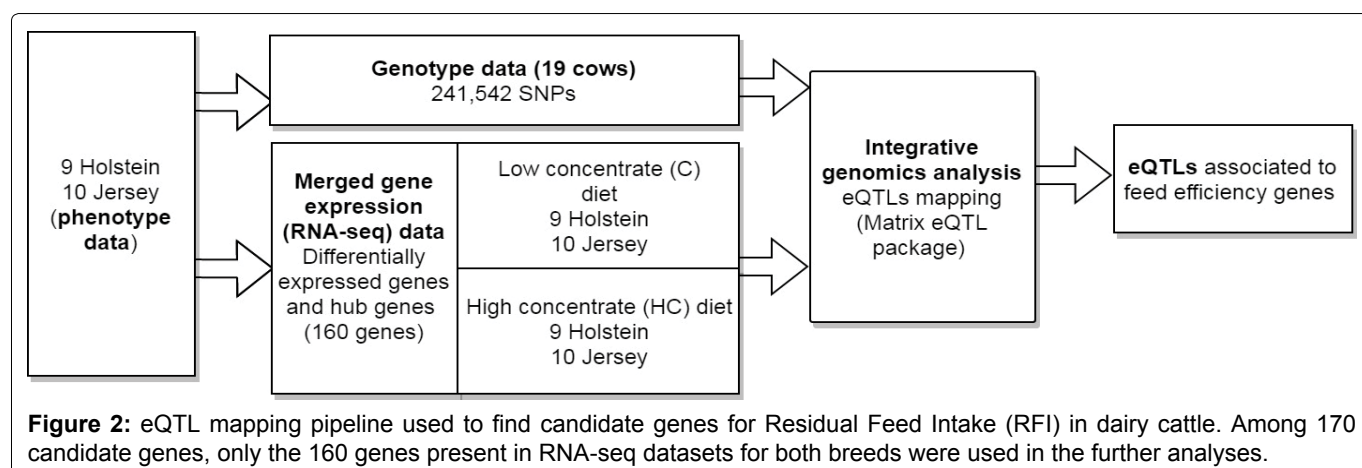 9 Holstein
10 Jersey
(phenotype
data)
Genotype data (19 cows)
241,542 SNPs
Merged gene
expression
(RNA-seq) data
Differentially
expressed genes
and hub genes
(160 genes)
Low concentrate (C)
diet
9 Holstein
10 Jersey
High concentrate (HC) diet
9 Holstein
10 Jersey
Integrative
genomics analysis
eQTLs mapping
(Matrix eQTL
package)
eQTLs associated to
feed efficiency genes
Figure 2: eQTL mapping pipeline used to find candidate genes for Residual Feed Intake (RFI) in dairy cattle. Among 170
candidate genes, only the 160 genes present in RNA-seq datasets for both breeds were used in the further analyses.